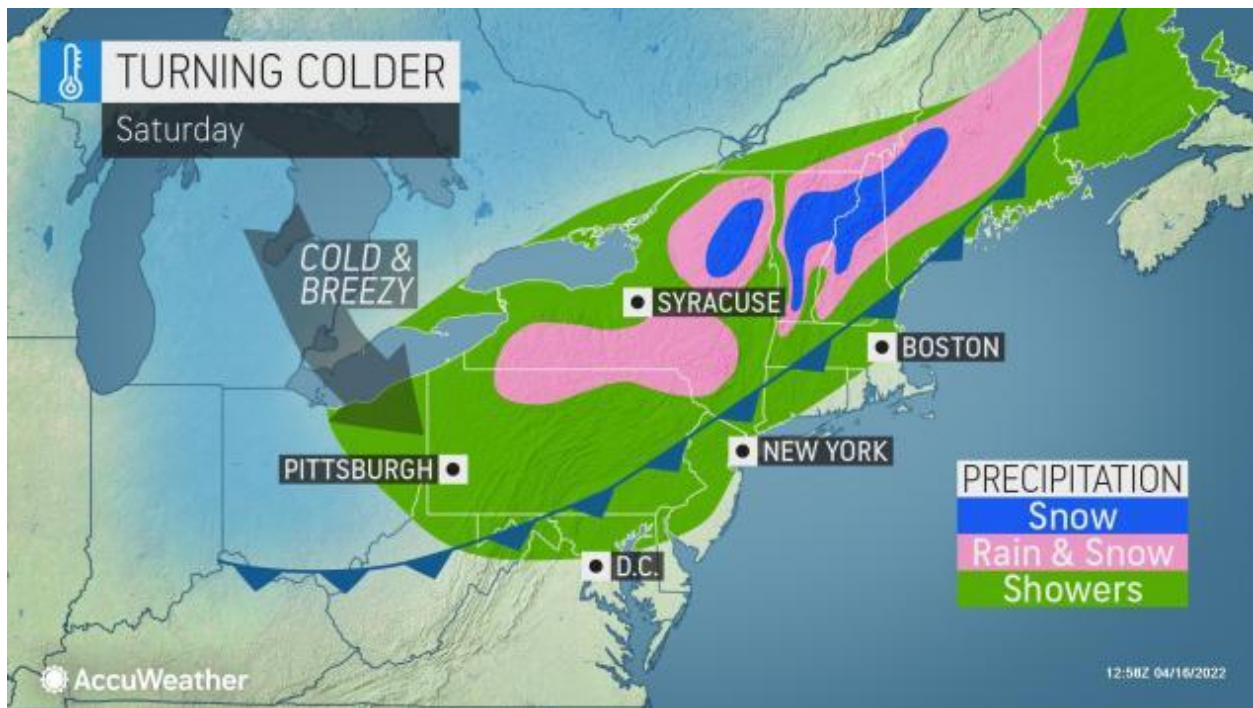 TURNING COLDER
Saturday
COLD &
BREEZY
SYRACUSE
BOSTON
NEW YORK
PITTSBURGH
D.C.
PRECIPITATION
Snow
Rain & Snow
Showers
AccuWeather
12:58Z 04/16/2022